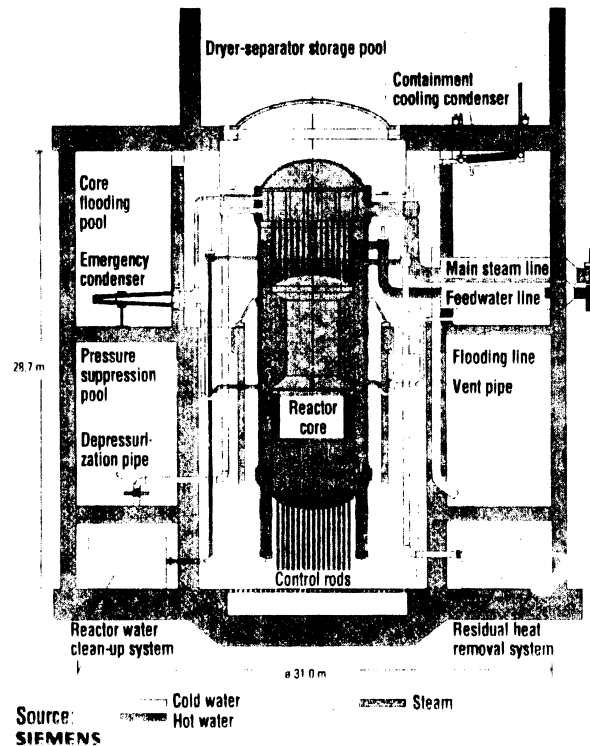 Dryer-separator storage pool
Containment
cooling condenser
Core
flooding
pool
Emergency
condenser
Main steam line
Feedwater line
28.7 m
Pressure
suppression
pool
Flooding line
Vent pipe
Reactor
core
Depressuri-
zation pipe
Control rods
Reactor water
clean-up system
Residual heat
removal system
ø 31.0 m
Cold water
Hot water
Steam
Source:
SIEMENS